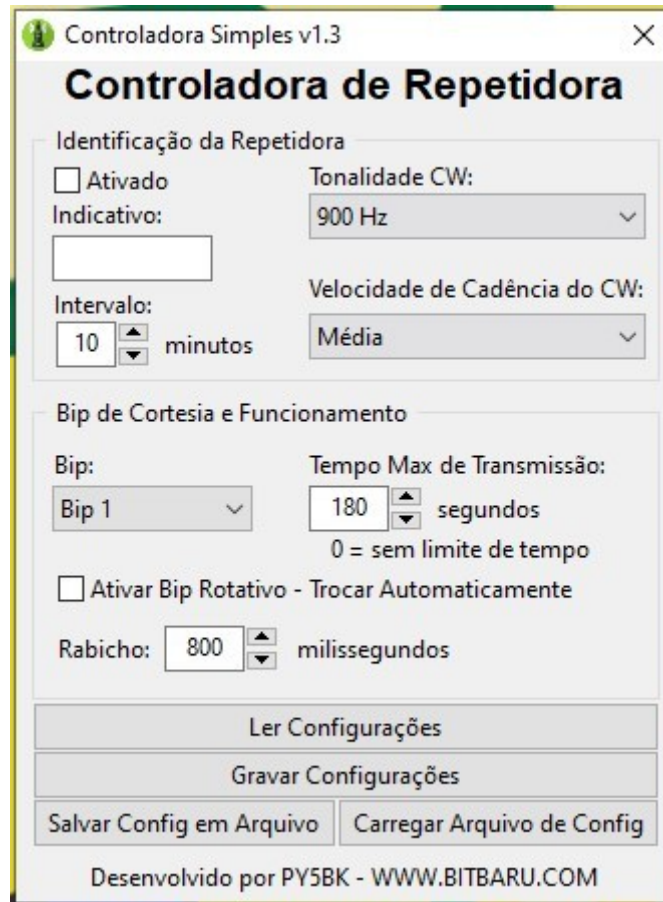 Controladora Simples v1.3
Controladora de Repetidora
Identificação da Repetidora
Ativado
Tonalidade CW:
Indicativo:
900 Hz
Intervalo:
Velocidade de Cadência do CW:
10 minutos
Média
Bip de Cortesia e Funcionamento
Bip:
Tempo Max de Transmissão:
Bip 1
180 segundos
0 = sem limite de tempo
Ativar Bip Rotativo - Trocar Automaticamente
Rabicho: 800 milissegundos
Ler Configurações
Gravar Configurações
Salvar Config em Arquivo
Carregar Arquivo de Config
Desenvolvido por PY5BK - WWW.BITBARU.COM